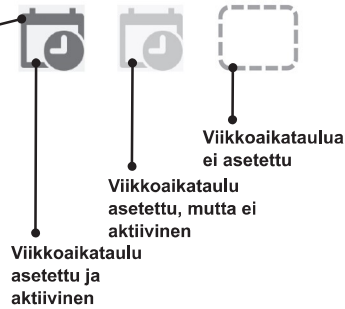 Viikkoaikataulua
ei asetettu
Viikkoaikataulu
asetettu, mutta ei
aktiivinen
Viikkoaikataulu
asetettu ja
aktiivinen